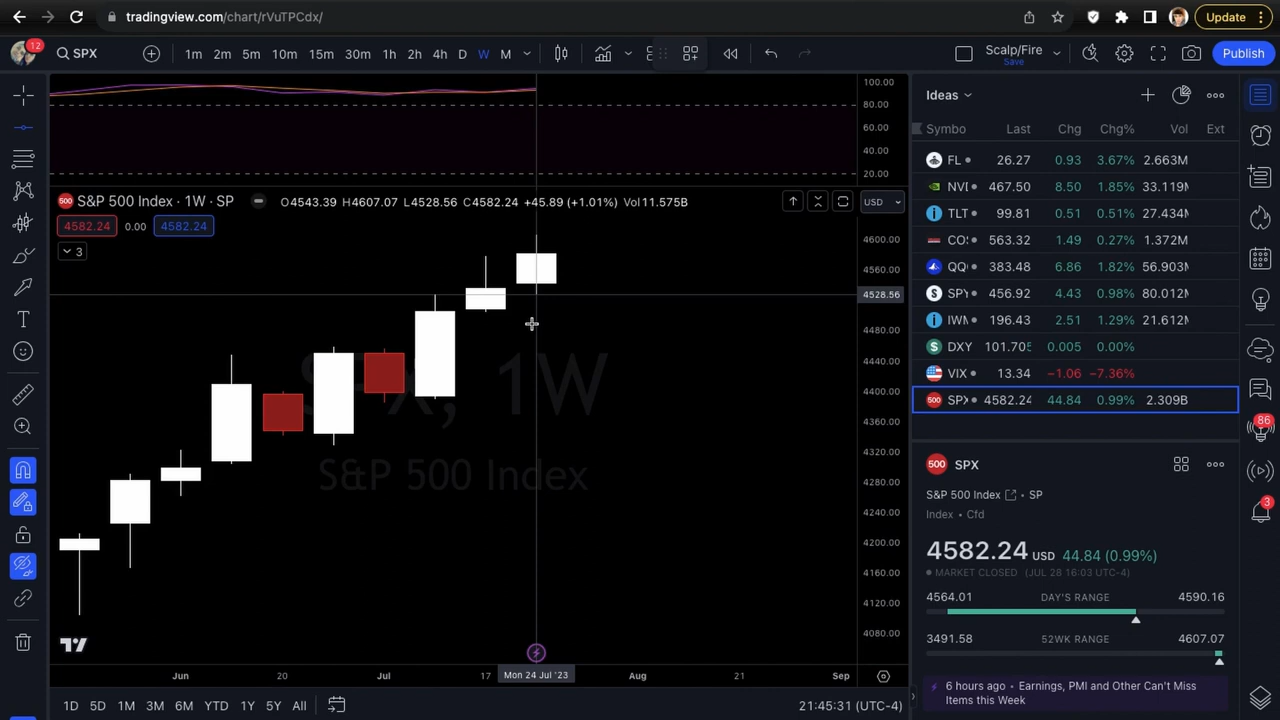 tradingview.com/chart/rVuTPCdx/
Update
12
SPX
1m 2m 5m 10m 15m 30m 1h 2h 4h D W M
Scalp/Fire
Save
Publish
100.00
80.00
60.00
40.00
20.00
S&P 500 Index · 1W · SP
O4543.39 H4607.07 L4528.56 C4582.24 +45.89 (+1.01%) Vol11.575B
USD
4582.24 0.00 4582.24
3
4600.00
4560.00
4528.56
4480.00
4440.00
4400.00
4360.00
4320.00
4280.00
4240.00
4200.00
4160.00
4120.00
4080.00
SPX, 1W
S&P 500 Index
Jun 20 Jul 17 Mon 24 Jul '23 Aug 21 Sep
1D 5D 1M 3M 6M YTD 1Y 5Y All
21:45:31 (UTC-4)
Ideas
Symbo Last Chg Chg% Vol Ext
FL 26.27 0.93 3.67% 2.663M
NVI 467.50 8.50 1.85% 33.119M
TLT 99.81 0.51 0.51% 27.434M
COS 563.32 1.49 0.27% 1.372M
QQ 383.48 6.86 1.82% 56.903M
SPY 456.92 4.43 0.98% 80.012M
IWM 196.43 2.51 1.29% 21.612M
DXY 101.705 0.005 0.00%
VIX 13.34 −1.06 −7.36%
500 SPX 4582.24 44.84 0.99% 2.309B
500 SPX
S&P 500 Index • SP
Index • Cfd
4582.24 USD 44.84 (0.99%)
MARKET CLOSED (JUL 28 16:03 UTC-4)
4564.01 DAY'S RANGE 4590.16
3491.58 52WK RANGE 4607.07
6 hours ago • Earnings, PMI and Other Can't Miss
Items this Week
86
3